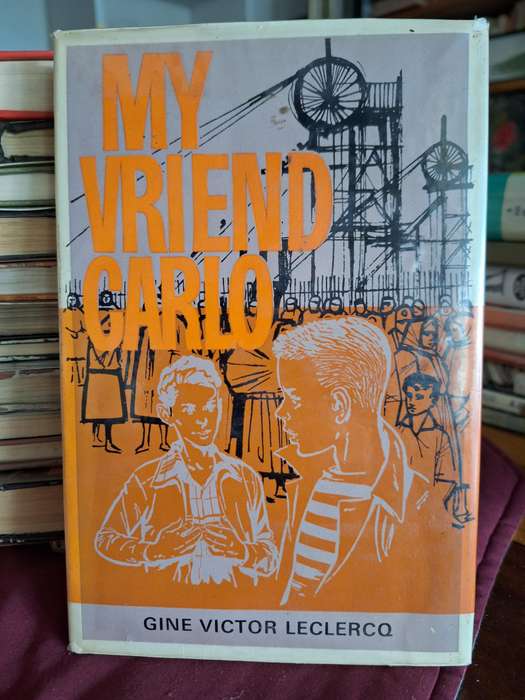 MY
VRIEND
CARLO
GINE VICTOR LECLERCQ